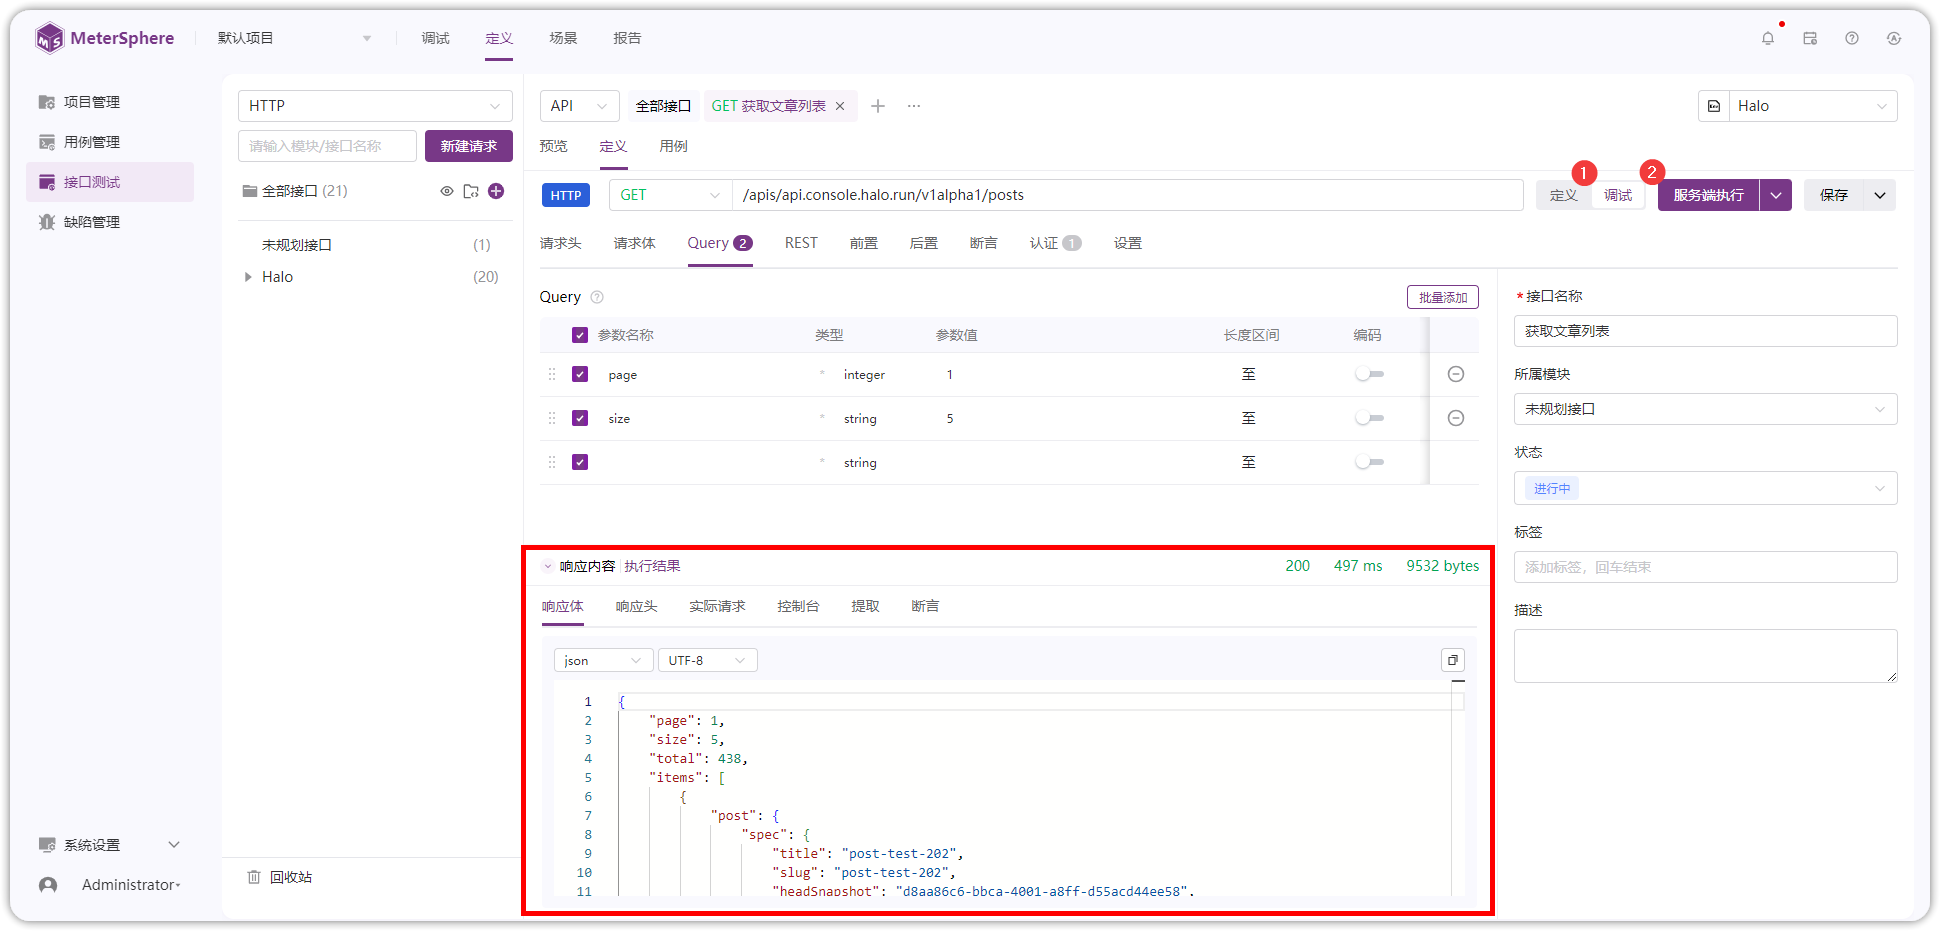 MeterSphere
默认项目
调试
定义
场景
报告
项目管理
用例管理
接口测试
缺陷管理
系统设置
Administrator
HTTP
请输入模块/接口名称
新建请求
全部接口 (21)
未规划接口 (1)
Halo (20)
回收站
API
全部接口
GET 获取文章列表
Halo
预览
定义
用例
HTTP
GET
/apis/api.console.halo.run/v1alpha1/posts
1
定义
调试
2
服务端执行
保存
请求头
请求体
Query 2
REST
前置
后置
断言
认证 1
设置
Query
批量添加
参数名称 类型 参数值 长度区间 编码
page * integer 1 至
size * string 5 至
* string 至
响应内容 执行结果 200 497 ms 9532 bytes
响应体 响应头 实际请求 控制台 提取 断言
json UTF-8
1 {
2 "page": 1,
3 "size": 5,
4 "total": 438,
5 "items": [
6 {
7 "post": {
8 "spec": {
9 "title": "post-test-202",
10 "slug": "post-test-202",
11 "headSnapshot": "d8aa86c6-bbca-4001-a8ff-d55acd44ee58",
* 接口名称
获取文章列表
所属模块
未规划接口
状态
进行中
标签
添加标签，回车结束
描述